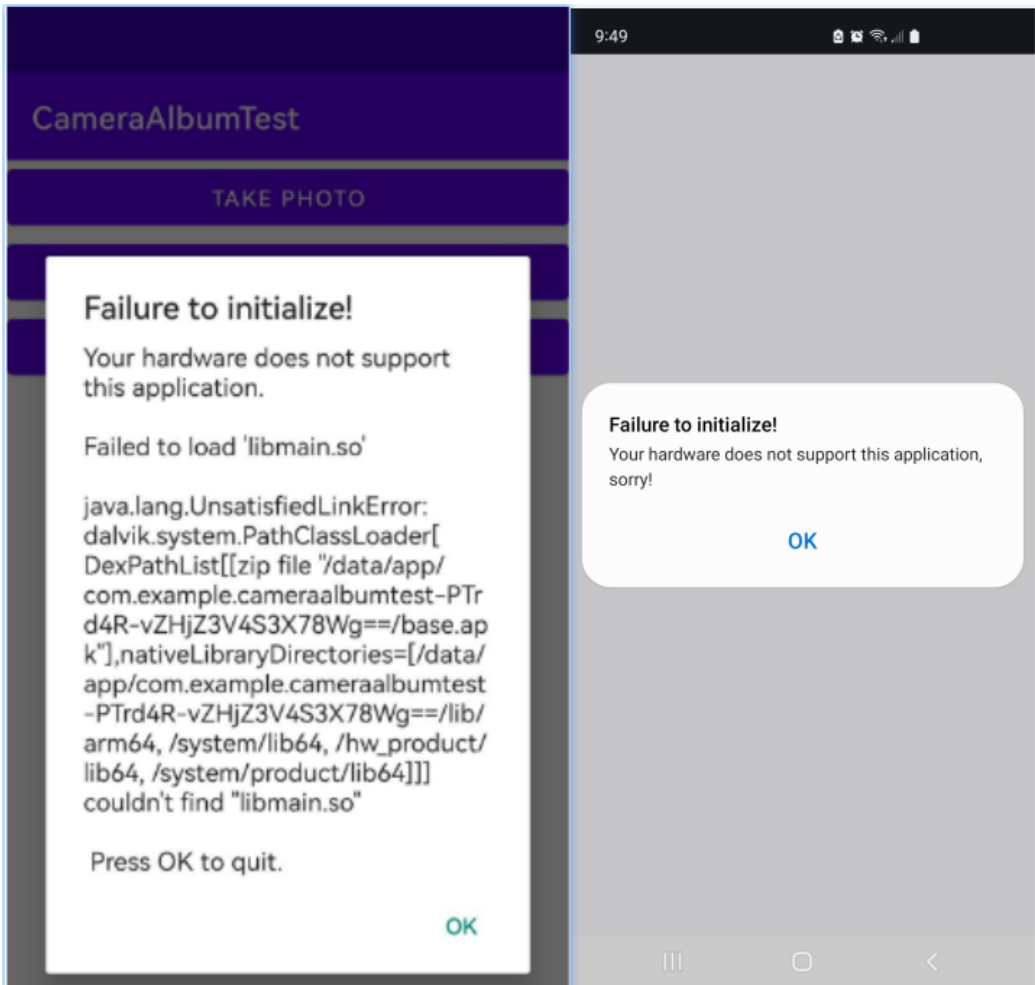 CameraAlbumTest
TAKE PHOTO
Failure to initialize!
Your hardware does not support
this application.
Failed to load 'libmain.so'
java.lang.UnsatisfiedLinkError:
dalvik.system.PathClassLoader[
DexPathList[[zip file "/data/app/
com.example.cameraalbumtest-PTr
d4R-vZHjZ3V4S3X78Wg==/base.ap
k"],nativeLibraryDirectories=[/data/
app/com.example.cameraalbumtest
-PTrd4R-vZHjZ3V4S3X78Wg==/lib/
arm64, /system/lib64, /hw_product/
lib64, /system/product/lib64]]]
couldn't find "libmain.so"
Press OK to quit.
OK
9:49
Failure to initialize!
Your hardware does not support this application,
sorry!
OK